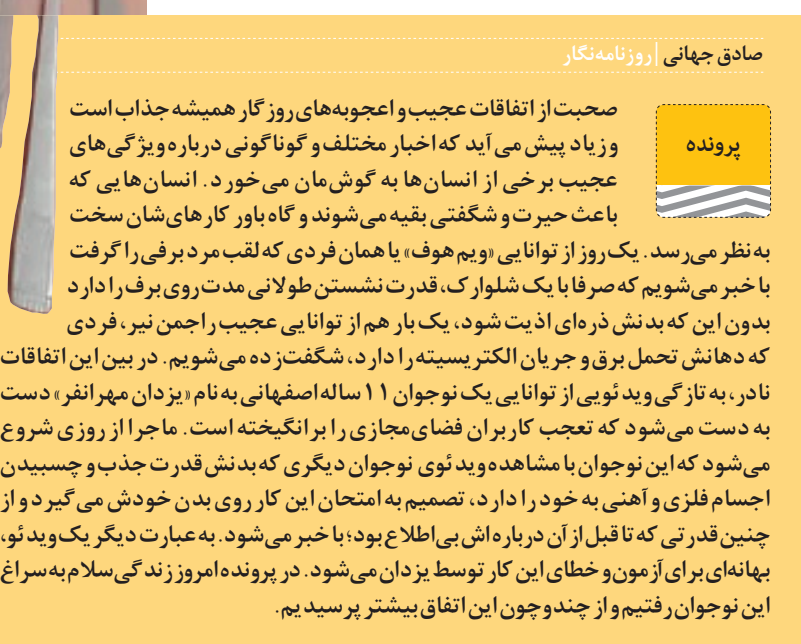 صادق جهانی | روزنامه‌نگار
پرونده
صحبت از اتفاقات عجیب و اعجوبه‌های روزگار همیشه جذاب است
و زیاد پیش می‌آید که اخبار مختلف و گوناگونی درباره ویژگی‌های
عجیب برخی از انسان‌ها به گوش‌مان می‌خورد. انسان‌هایی که
باعث حیرت و شگفتی بقیه می‌شوند و گاه باور کارهای‌شان سخت
به نظر می‌رسد. یک روز از توانایی «ویم هوف» یا همان فردی که لقب مرد برفی را گرفت
باخبر می‌شویم که صرفا با یک شلوارک، قدرت نشستن طولانی مدت روی برف را دارد
بدون این که بدنش ذره‌ای اذیت شود، یک بار هم از توانایی عجیب راجمن نیر، فردی
که دهانش تحمل برق و جریان الکتریسیته را دارد، شگفت‌زده می‌شویم. در بین این اتفاقات
نادر، به تازگی ویدئویی از توانایی یک نوجوان ۱۱ ساله اصفهانی به نام «یزدان مهرانفر» دست
به دست می‌شود که تعجب کاربران فضای‌مجازی را برانگیخته است. ماجرا از روزی شروع
می‌شود که این نوجوان با مشاهده ویدئوی نوجوان دیگری که بدنش قدرت جذب و چسبیدن
اجسام فلزی و آهنی به خود را دارد، تصمیم به امتحان این کار روی بدن خودش می‌گیرد و از
چنین قدرتی که تا قبل از آن درباره‌اش بی‌اطلاع بود؛ با خبر می‌شود. به عبارت دیگر یک ویدئو،
بهانه‌ای برای آزمون و خطای این کار توسط یزدان می‌شود. در پرونده امروز زندگی‌سلام به سراغ
این نوجوان رفتیم و از چند و چون این اتفاق بیشتر پرسیدیم.